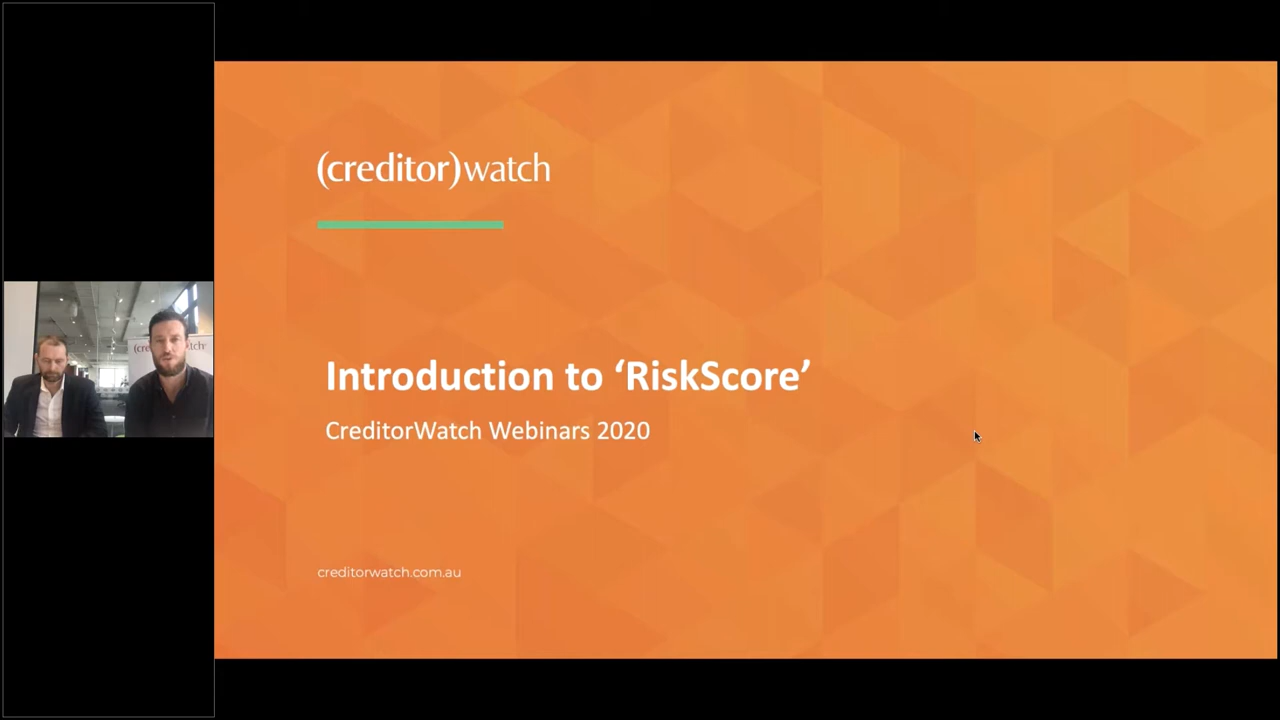 (creditor)watch
Introduction to ‘RiskScore’
CreditorWatch Webinars 2020
creditorwatch.com.au